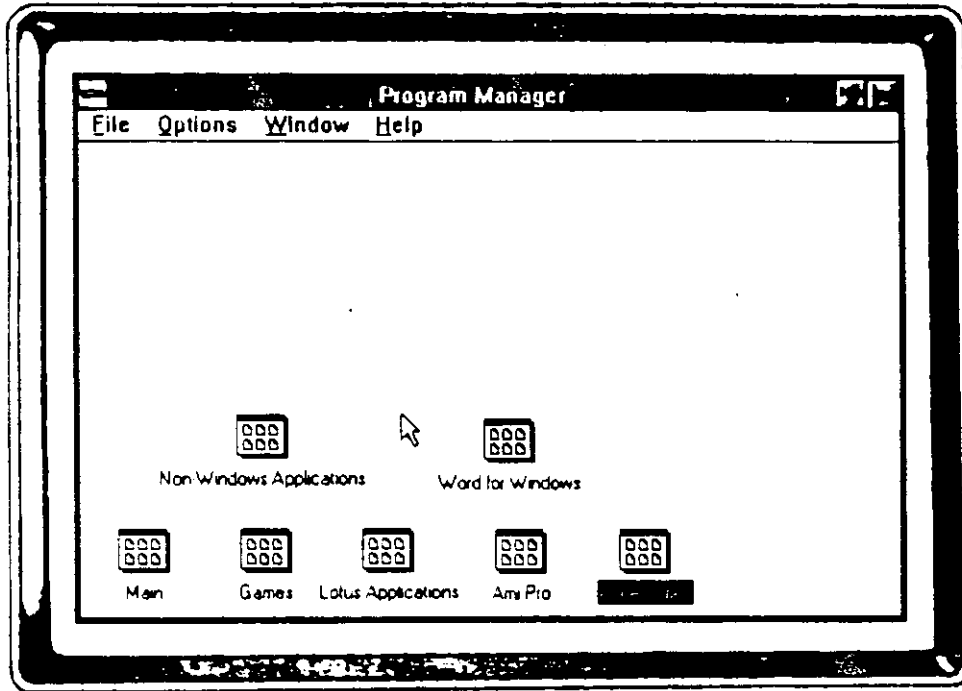 Program Manager
File Options Window Help
Non-Windows Applications
Word for Windows
Main Games Lotus Applications Ami Pro